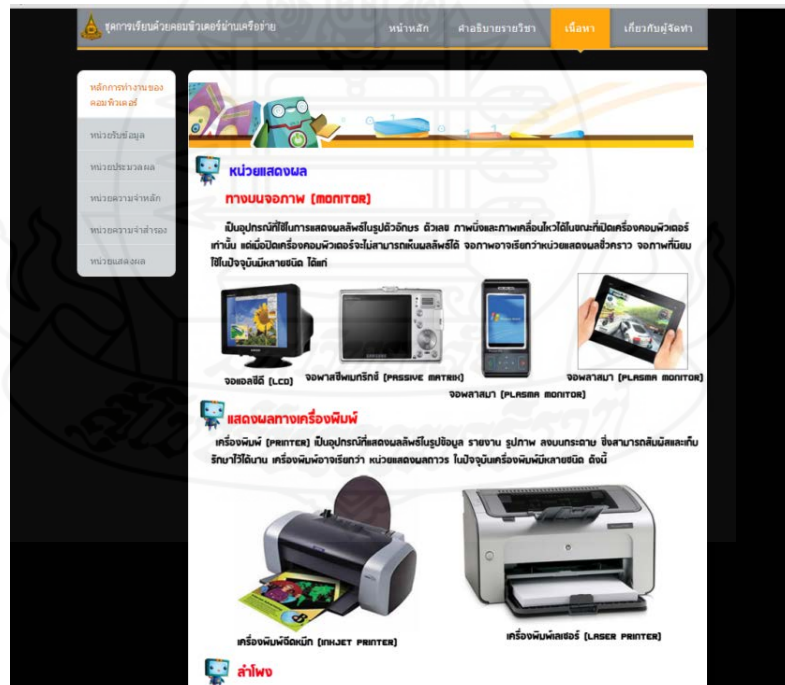 ชุดการเรียนด้วยคอมพิวเตอร์ผ่านเครือข่าย
หน้าหลัก
คำอธิบายรายวิชา
เนื้อหา
เกี่ยวกับผู้จัดทำ
หลักการทำงานของ
คอมพิวเตอร์
หน่วยรับข้อมูล
หน่วยประมวลผล
หน่วยความจำหลัก
หน่วยความจำสำรอง
หน่วยแสดงผล
หน่วยแสดงผล
ทางบนจอภาพ (MONITOR)
เป็นอุปกรณ์ที่ใช้ในการแสดงผลลัพธ์ในรูปตัวอักษร ตัวเลข ภาพนิ่งและภาพเคลื่อนไหวได้ในขณะที่เปิดเครื่องคอมพิวเตอร์
เท่านั้น แต่เมื่อปิดเครื่องคอมพิวเตอร์จะไม่สามารถเห็นผลลัพธ์ได้ จอภาพอาจเรียกว่าหน่วยแสดงผลชั่วคราว จอภาพที่นิยม
ใช้ในปัจจุบันมีหลายชนิด ได้แก่
จอแอลซีดี (LCD)
จอพาสซีพเมทริกซ์ (PASSIVE MATRIX)
จอพลาสมา (PLASMA MONITOR)
จอพลาสมา (PLASMA MONITOR)
แสดงผลทางเครื่องพิมพ์
เครื่องพิมพ์ (PRINTER) เป็นอุปกรณ์ที่แสดงผลลัพธ์ในรูปข้อมูล รายงาน รูปภาพ ลงบนกระดาษ ซึ่งสามารถสัมผัสและเก็บ
รักษาไว้ได้นาน เครื่องพิมพ์อาจเรียกว่า หน่วยแสดงผลถาวร ในปัจจุบันเครื่องพิมพ์มีหลายชนิด ดังนี้
เครื่องพิมพ์ฉีดหมึก (INKJET PRINTER)
เครื่องพิมพ์เลเซอร์ (LASER PRINTER)
ลำโพง